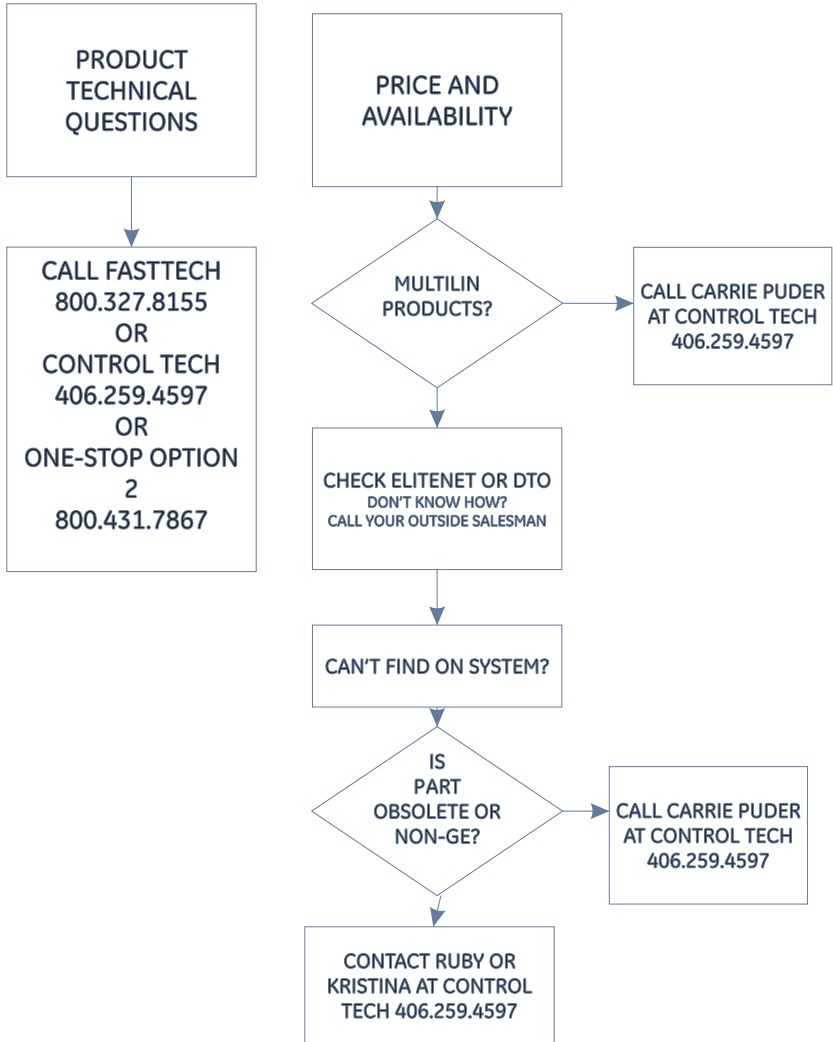 PRODUCT
TECHNICAL
QUESTIONS
CALL FASTTECH
800.327.8155
OR
CONTROL TECH
406.259.4597
OR
ONE-STOP OPTION
2
800.431.7867
PRICE AND
AVAILABILITY
MULTILIN
PRODUCTS?
CALL CARRIE PUDER
AT CONTROL TECH
406.259.4597
CHECK ELITENET OR DTO
DON'T KNOW HOW?
CALL YOUR OUTSIDE SALESMAN
CAN'T FIND ON SYSTEM?
IS
PART
OBSOLETE OR
NON-GE?
CALL CARRIE PUDER
AT CONTROL TECH
406.259.4597
CONTACT RUBY OR
KRISTINA AT CONTROL
TECH 406.259.4597